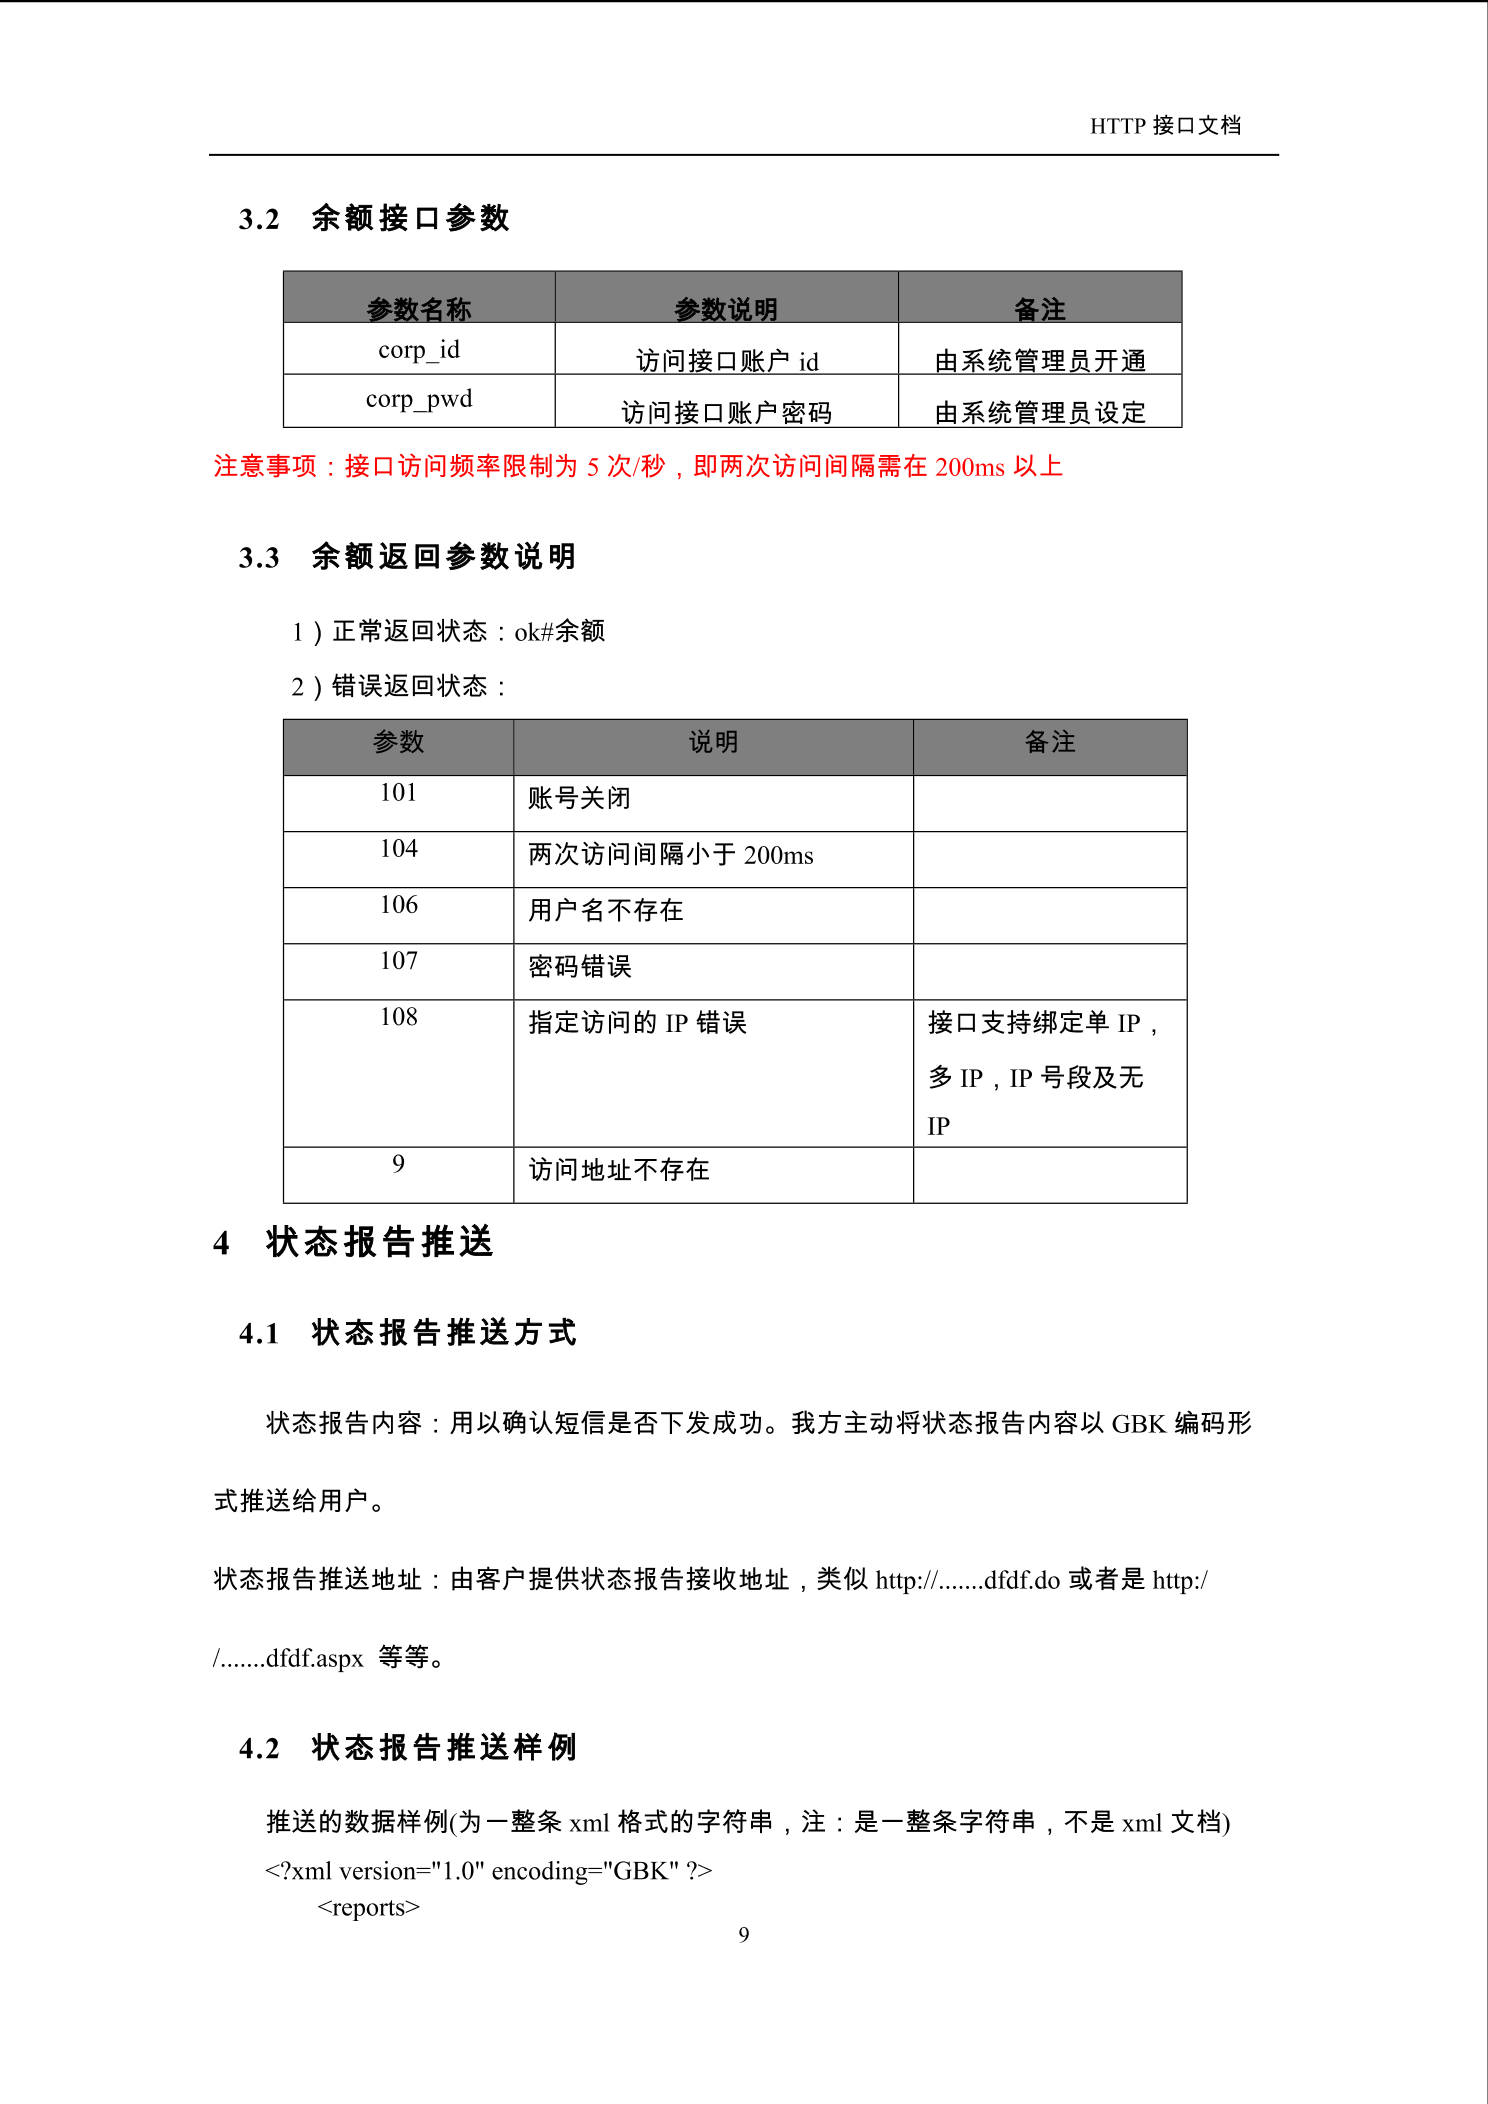 HTTP 接口文档
3.2 余额接口参数
参数名称 参数说明 备注
corp_id 访问接口账户 id 由系统管理员开通
corp_pwd 访问接口账户密码 由系统管理员设定
注意事项：接口访问频率限制为 5 次/秒，即两次访问间隔需在 200ms 以上
3.3 余额返回参数说明
1）正常返回状态：ok#余额
2）错误返回状态：
参数 说明 备注
101 账号关闭
104 两次访问间隔小于 200ms
106 用户名不存在
107 密码错误
108 指定访问的 IP 错误 接口支持绑定单 IP，
多 IP，IP 号段及无
IP
9 访问地址不存在
4 状态报告推送
4.1 状态报告推送方式
状态报告内容：用以确认短信是否下发成功。我方主动将状态报告内容以 GBK 编码形
式推送给用户。
状态报告推送地址：由客户提供状态报告接收地址，类似 http://.......dfdf.do 或者是 http:/
/.......dfdf.aspx 等等。
4.2 状态报告推送样例
推送的数据样例(为一整条 xml 格式的字符串，注：是一整条字符串，不是 xml 文档)
<?xml version="1.0" encoding="GBK" ?>
<reports>
9